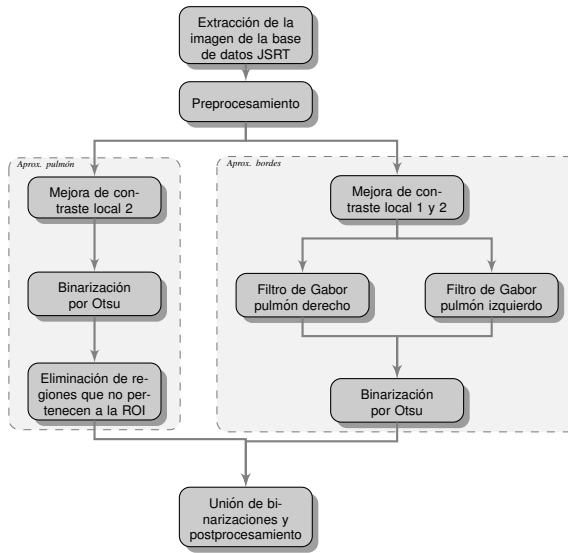 Extracción de la
imagen de la base
de datos JSRT
Preprocesamiento
Aprox. pulmón
Mejora de con-
traste local 2
Binarización
por Otsu
Eliminación de re-
giones que no per-
tenecen a la ROI
Aprox. bordes
Mejora de con-
traste local 1 y 2
Filtro de Gabor
pulmón derecho
Filtro de Gabor
pulmón izquierdo
Binarización
por Otsu
Unión de bi-
narizaciones y
postprocesamiento